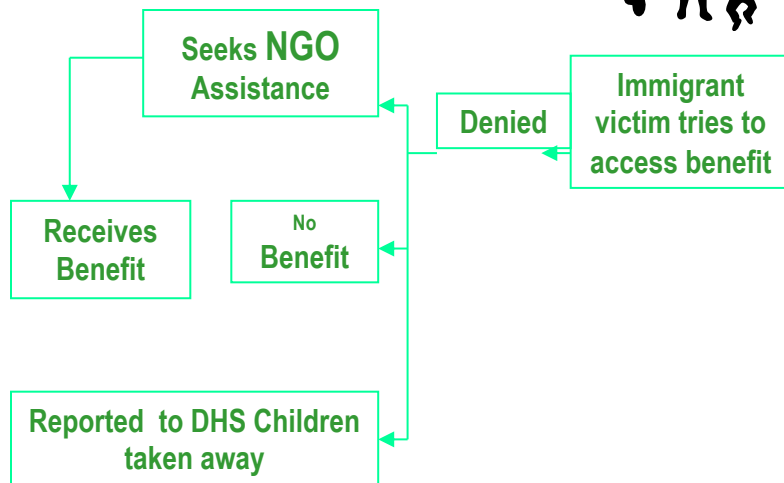 Seeks NGO
Assistance
Immigrant
victim tries to
access benefit
Denied
Receives
Benefit
No
Benefit
Reported to DHS Children
taken away